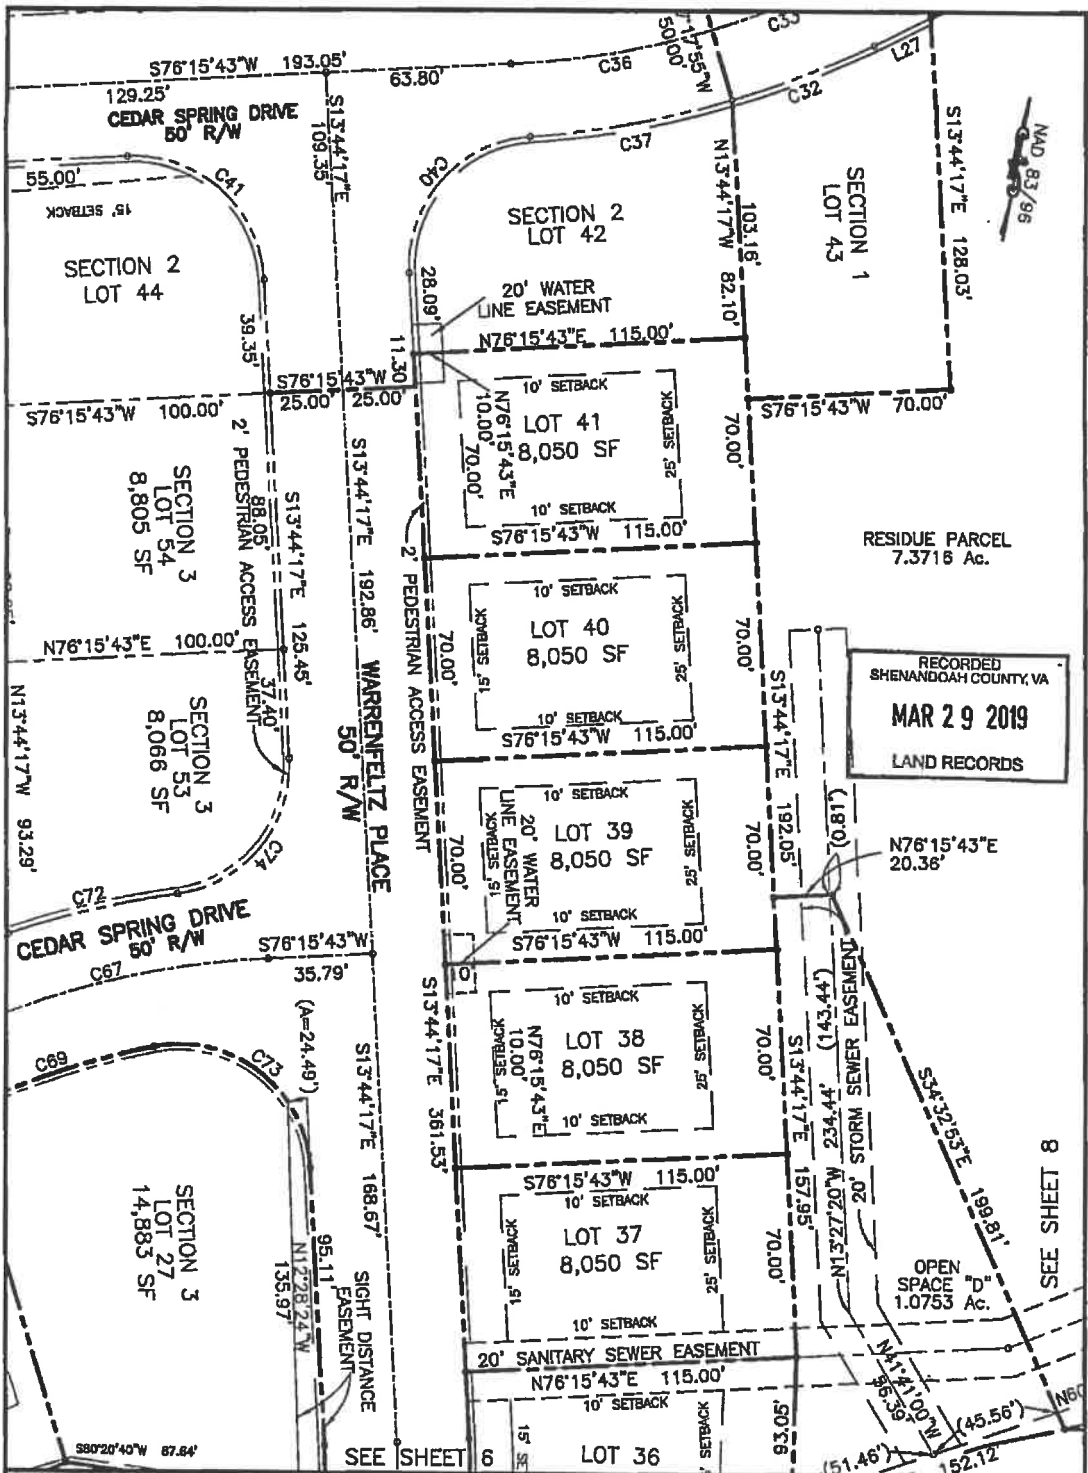 S76°15'43"W 193.05'
129.25'
63.80'
CEDAR SPRING DRIVE
50' R/W
17'55"W
50.00'
C33
C36
C32
L27
C37
C40
C41
55.00'
15' SETBACK
S13°44'17"E
109.35'
SECTION 2
LOT 44
SECTION 2
LOT 42
N13°44'17"W 82.10'
103.16'
SECTION 1
LOT 43
S13°44'17"E 128.03'
NAD 83/96
39.35'
28.09'
11.30'
20' WATER
LINE EASEMENT
N76°15'43"E 115.00'
S76°15'43"W
25.00' 25.00'
S76°15'43"W 100.00'
S76°15'43"W 70.00'
10' SETBACK
LOT 41
8,050 SF
N76°15'43"E
10.00'
70.00'
25' SETBACK
10' SETBACK
S76°15'43"W 115.00'
70.00'
SECTION 3
LOT 54
8,805 SF
2' PEDESTRIAN ACCESS EASEMENT
88.05'
S13°44'17"E 125.45'
S13°44'17"E 192.86'
WARRENFELTZ PLACE
50' R/W
2' PEDESTRIAN ACCESS EASEMENT
RESIDUE PARCEL
7.3716 Ac.
10' SETBACK
LOT 40
8,050 SF
15' SETBACK
25' SETBACK
10' SETBACK
S76°15'43"W 115.00'
70.00'
70.00'
N76°15'43"E 100.00'
37.40'
SECTION 3
LOT 53
8,066 SF
N13°44'17"W 93.29'
RECORDED
SHENANDOAH COUNTY, VA
MAR 29 2019
LAND RECORDS
S13°44'17"E 192.05'
(0.81')
N76°15'43"E
20.36'
10' SETBACK
LOT 39
8,050 SF
20' WATER
LINE EASEMENT
15' SETBACK
25' SETBACK
10' SETBACK
S76°15'43"W 115.00'
70.00'
70.00'
C74
C72
CEDAR SPRING DRIVE
50' R/W
S76°15'43"W
35.79'
C67
C69
C73
(A=24.49')
10'
S13°44'17"E 361.53'
10' SETBACK
LOT 38
8,050 SF
15' SETBACK
N76°15'43"E
10.00'
25' SETBACK
10' SETBACK
S76°15'43"W 115.00'
70.00'
S13°44'17"E 157.95'
N13°27'20"W 234.44' (143.44')
20' STORM SEWER EASEMENT
S34°32'53"E 199.81'
SEE SHEET 8
S13°44'17"E 168.67'
SECTION 3
LOT 27
14,883 SF
95.11'
N12°28'24"W
135.97'
SIGHT DISTANCE
EASEMENT
10' SETBACK
LOT 37
8,050 SF
15' SETBACK
25' SETBACK
10' SETBACK
70.00'
OPEN
SPACE "D"
1.0753 Ac.
20' SANITARY SEWER EASEMENT
N76°15'43"E 115.00'
10' SETBACK
LOT 36
93.05'
N41°41'00"W
56.39'
(45.56')
(51.46')
152.12'
N60
S80°20'40"W 87.64'
SEE SHEET 6